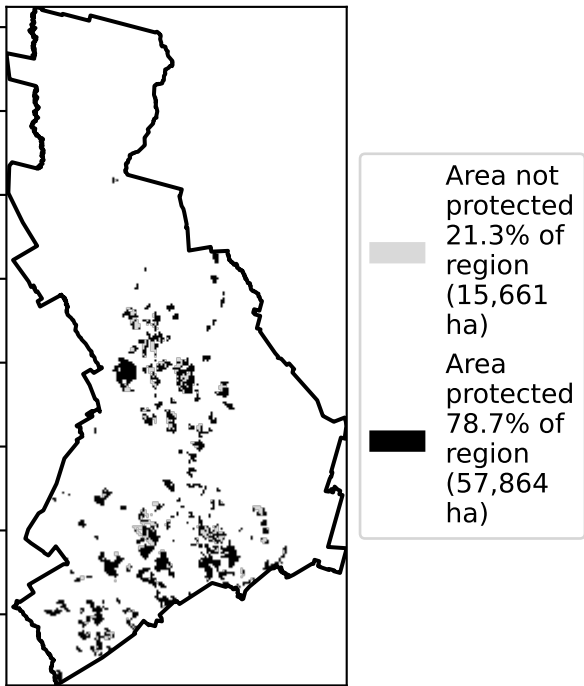 Area not
protected
21.3% of
region
(15,661
ha)
Area
protected
78.7% of
region
(57,864
ha)